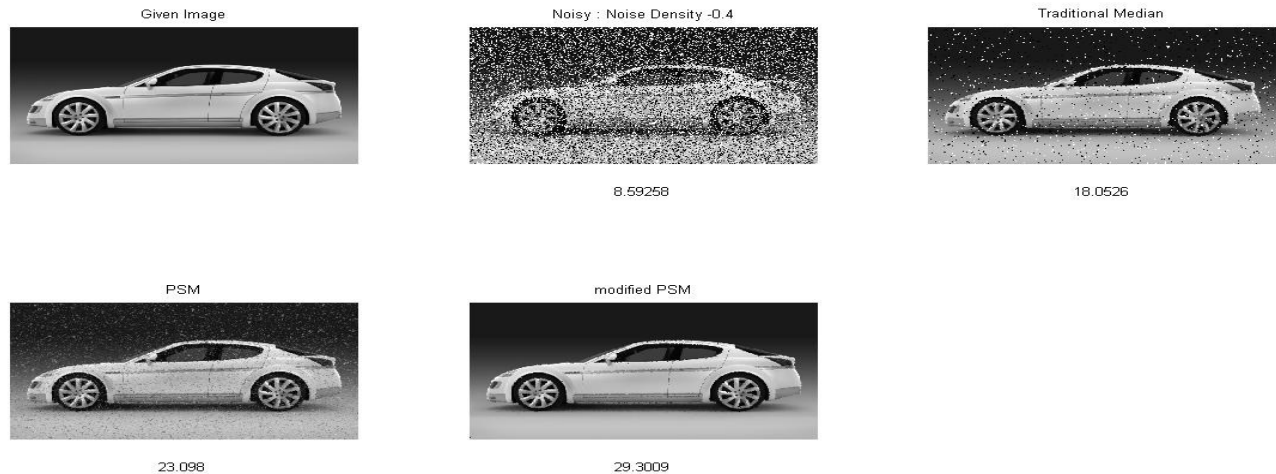 Given Image
Noisy : Noise Density -0.4
Traditional Median
8.59258
18.0526
PSM
modified PSM
23.098
29.3009